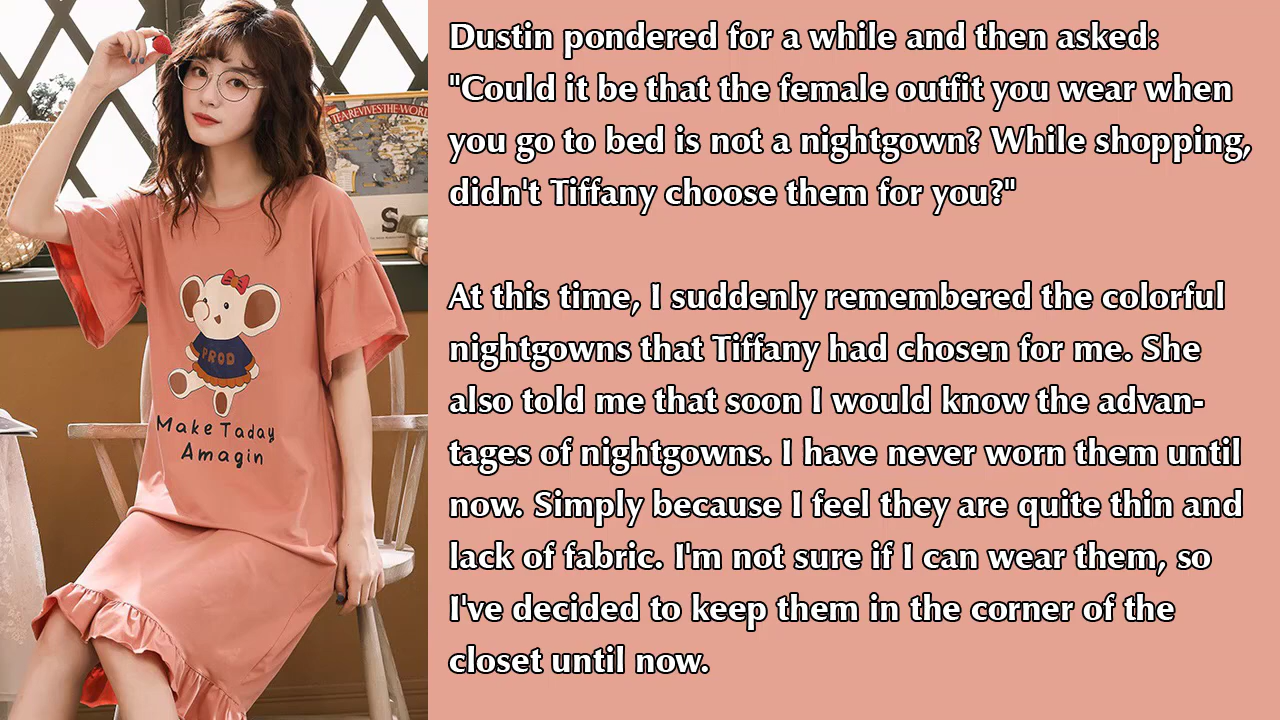 TEA REVIVES THE WORLD
S
PROD
Make Taday
Amagin
Dustin pondered for a while and then asked:
"Could it be that the female outfit you wear when
you go to bed is not a nightgown? While shopping,
didn't Tiffany choose them for you?"
At this time, I suddenly remembered the colorful
nightgowns that Tiffany had chosen for me. She
also told me that soon I would know the advan-
tages of nightgowns. I have never worn them until
now. Simply because I feel they are quite thin and
lack of fabric. I'm not sure if I can wear them, so
I've decided to keep them in the corner of the
closet until now.